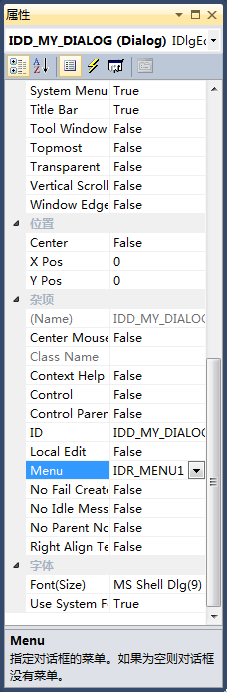 属性
IDD_MY_DIALOG (Dialog) IDlgEd
System Menu True
Title Bar True
Tool Window False
Topmost False
Transparent False
Vertical Scroll False
Window Edge False
位置
Center False
X Pos 0
Y Pos 0
杂项
(Name) IDD_MY_DIALOG
Center Mouse False
Class Name
Context Help False
Control False
Control Paren False
ID IDD_MY_DIALOG
Local Edit False
Menu IDR_MENU1
No Fail Create False
No Idle Mess False
No Parent No False
Right Align Te False
字体
Font(Size) MS Shell Dlg(9)
Use System F True
Menu
指定对话框的菜单。如果为空则对话框
没有菜单。